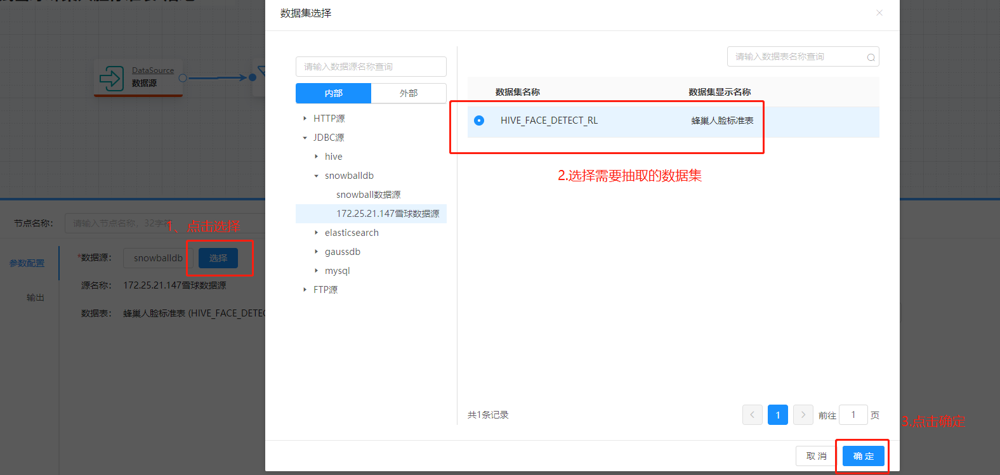 数据集选择
DataSource
数据源
请输入数据源名称查询
内部
外部
HTTP源
JDBC源
hive
snowballdb
snowball数据源
172.25.21.147雪球数据源
elasticsearch
gaussdb
mysql
FTP源
请输入数据表名称查询
数据集名称
数据集显示名称
HIVE_FACE_DETECT_RL
蜂巢人脸标准表
2.选择需要抽取的数据集
共1条记录
1
前往
1
页
3.点击确定
取 消
确 定
节点名称:
请输入节点名称，32字符
1、点击选择
参数配置
输出
*数据源:
snowballdb
选择
源名称:
172.25.21.147雪球数据源
数据表:
蜂巢人脸标准表 (HIVE_FACE_DETEC